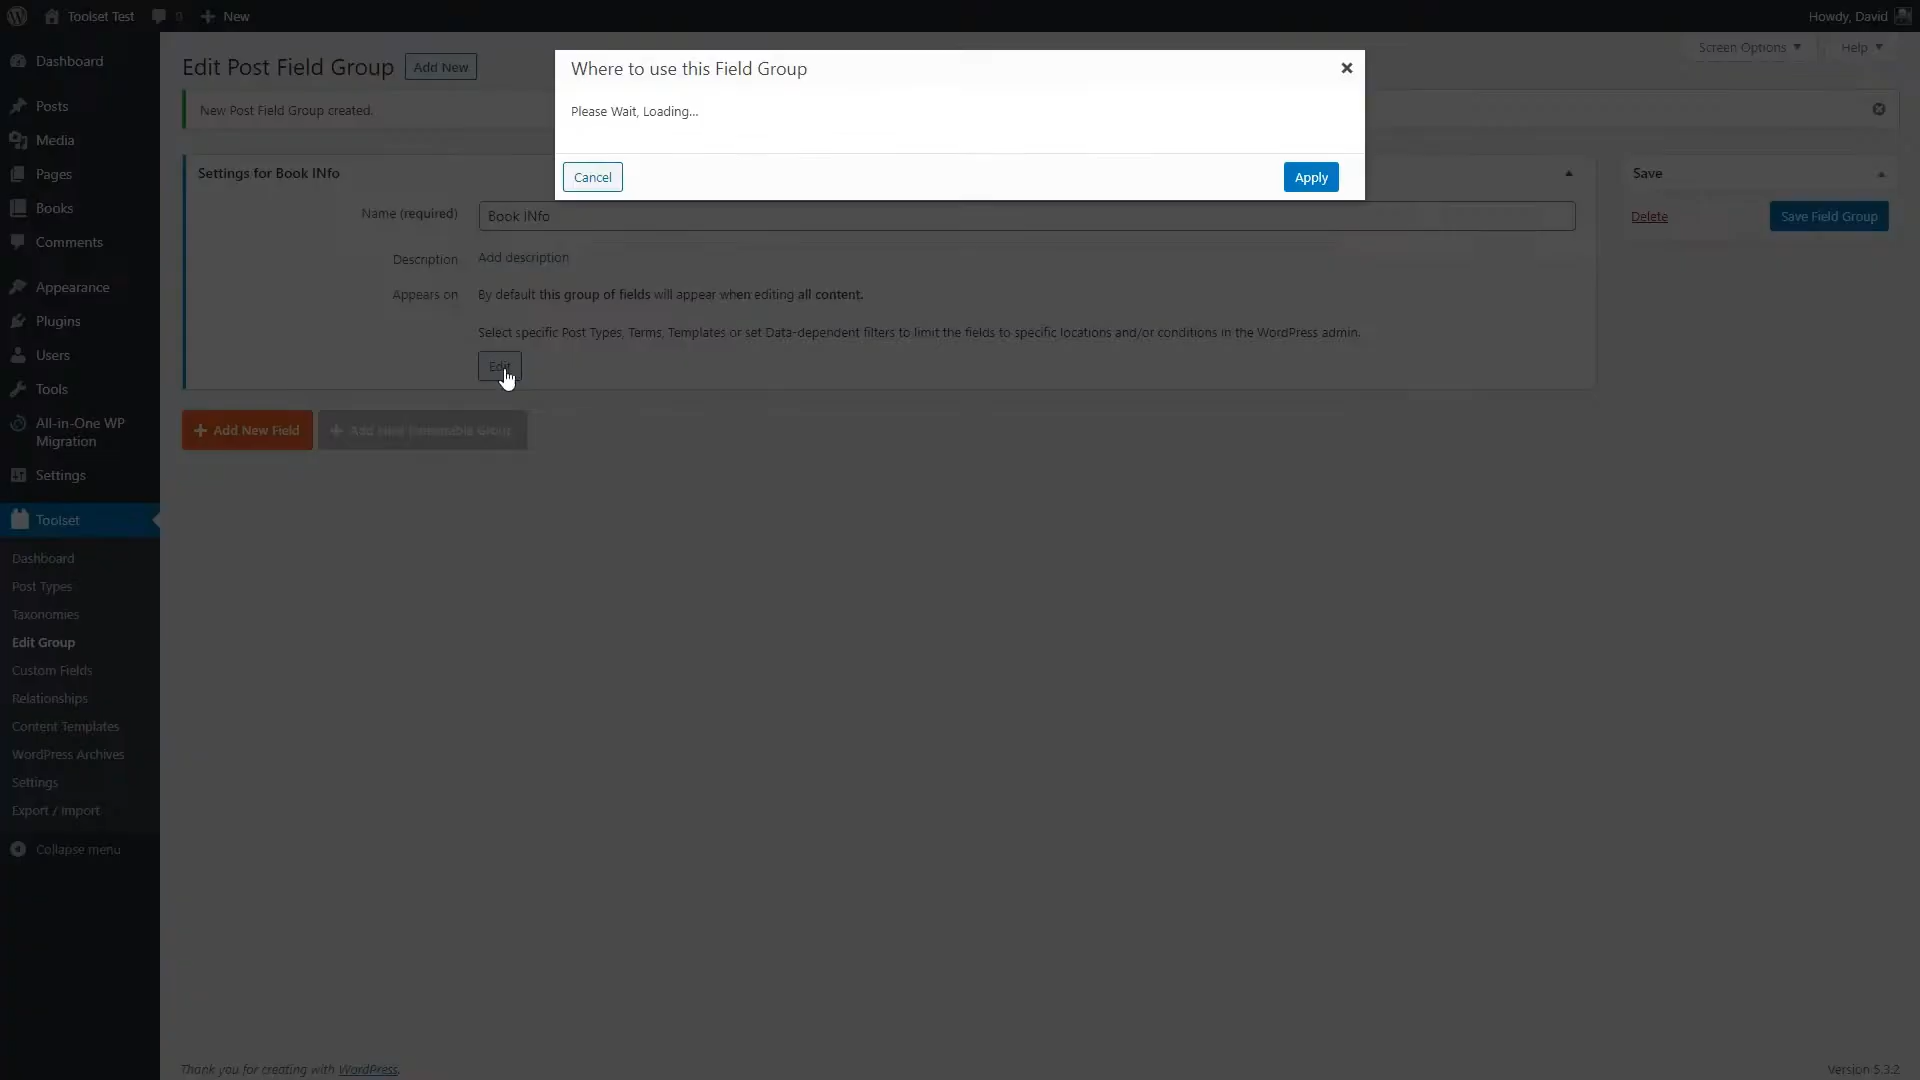 Toolset Test
0
New
Howdy, David
Dashboard
Posts
Media
Pages
Books
Comments
Appearance
Plugins
Users
Tools
All-in-One WP
Migration
Settings
Toolset
Dashboard
Post Types
Taxonomies
Edit Group
Custom Fields
Relationships
Content Templates
WordPress Archives
Settings
Export / Import
Collapse menu
Screen Options
Help
Edit Post Field Group
Add New
New Post Field Group created.
Where to use this Field Group
Please Wait, Loading...
Cancel
Apply
Settings for Book INfo
Name (required)
Book INfo
Description
Add description
Appears on
By default this group of fields will appear when editing all content.
Select specific Post Types, Terms, Templates or set Data-dependent filters to limit the fields to specific locations and/or conditions in the WordPress admin.
Edit
Add New Field
Add New Repeatable Group
Save
Delete
Save Field Group
Thank you for creating with WordPress.
Version 5.3.2